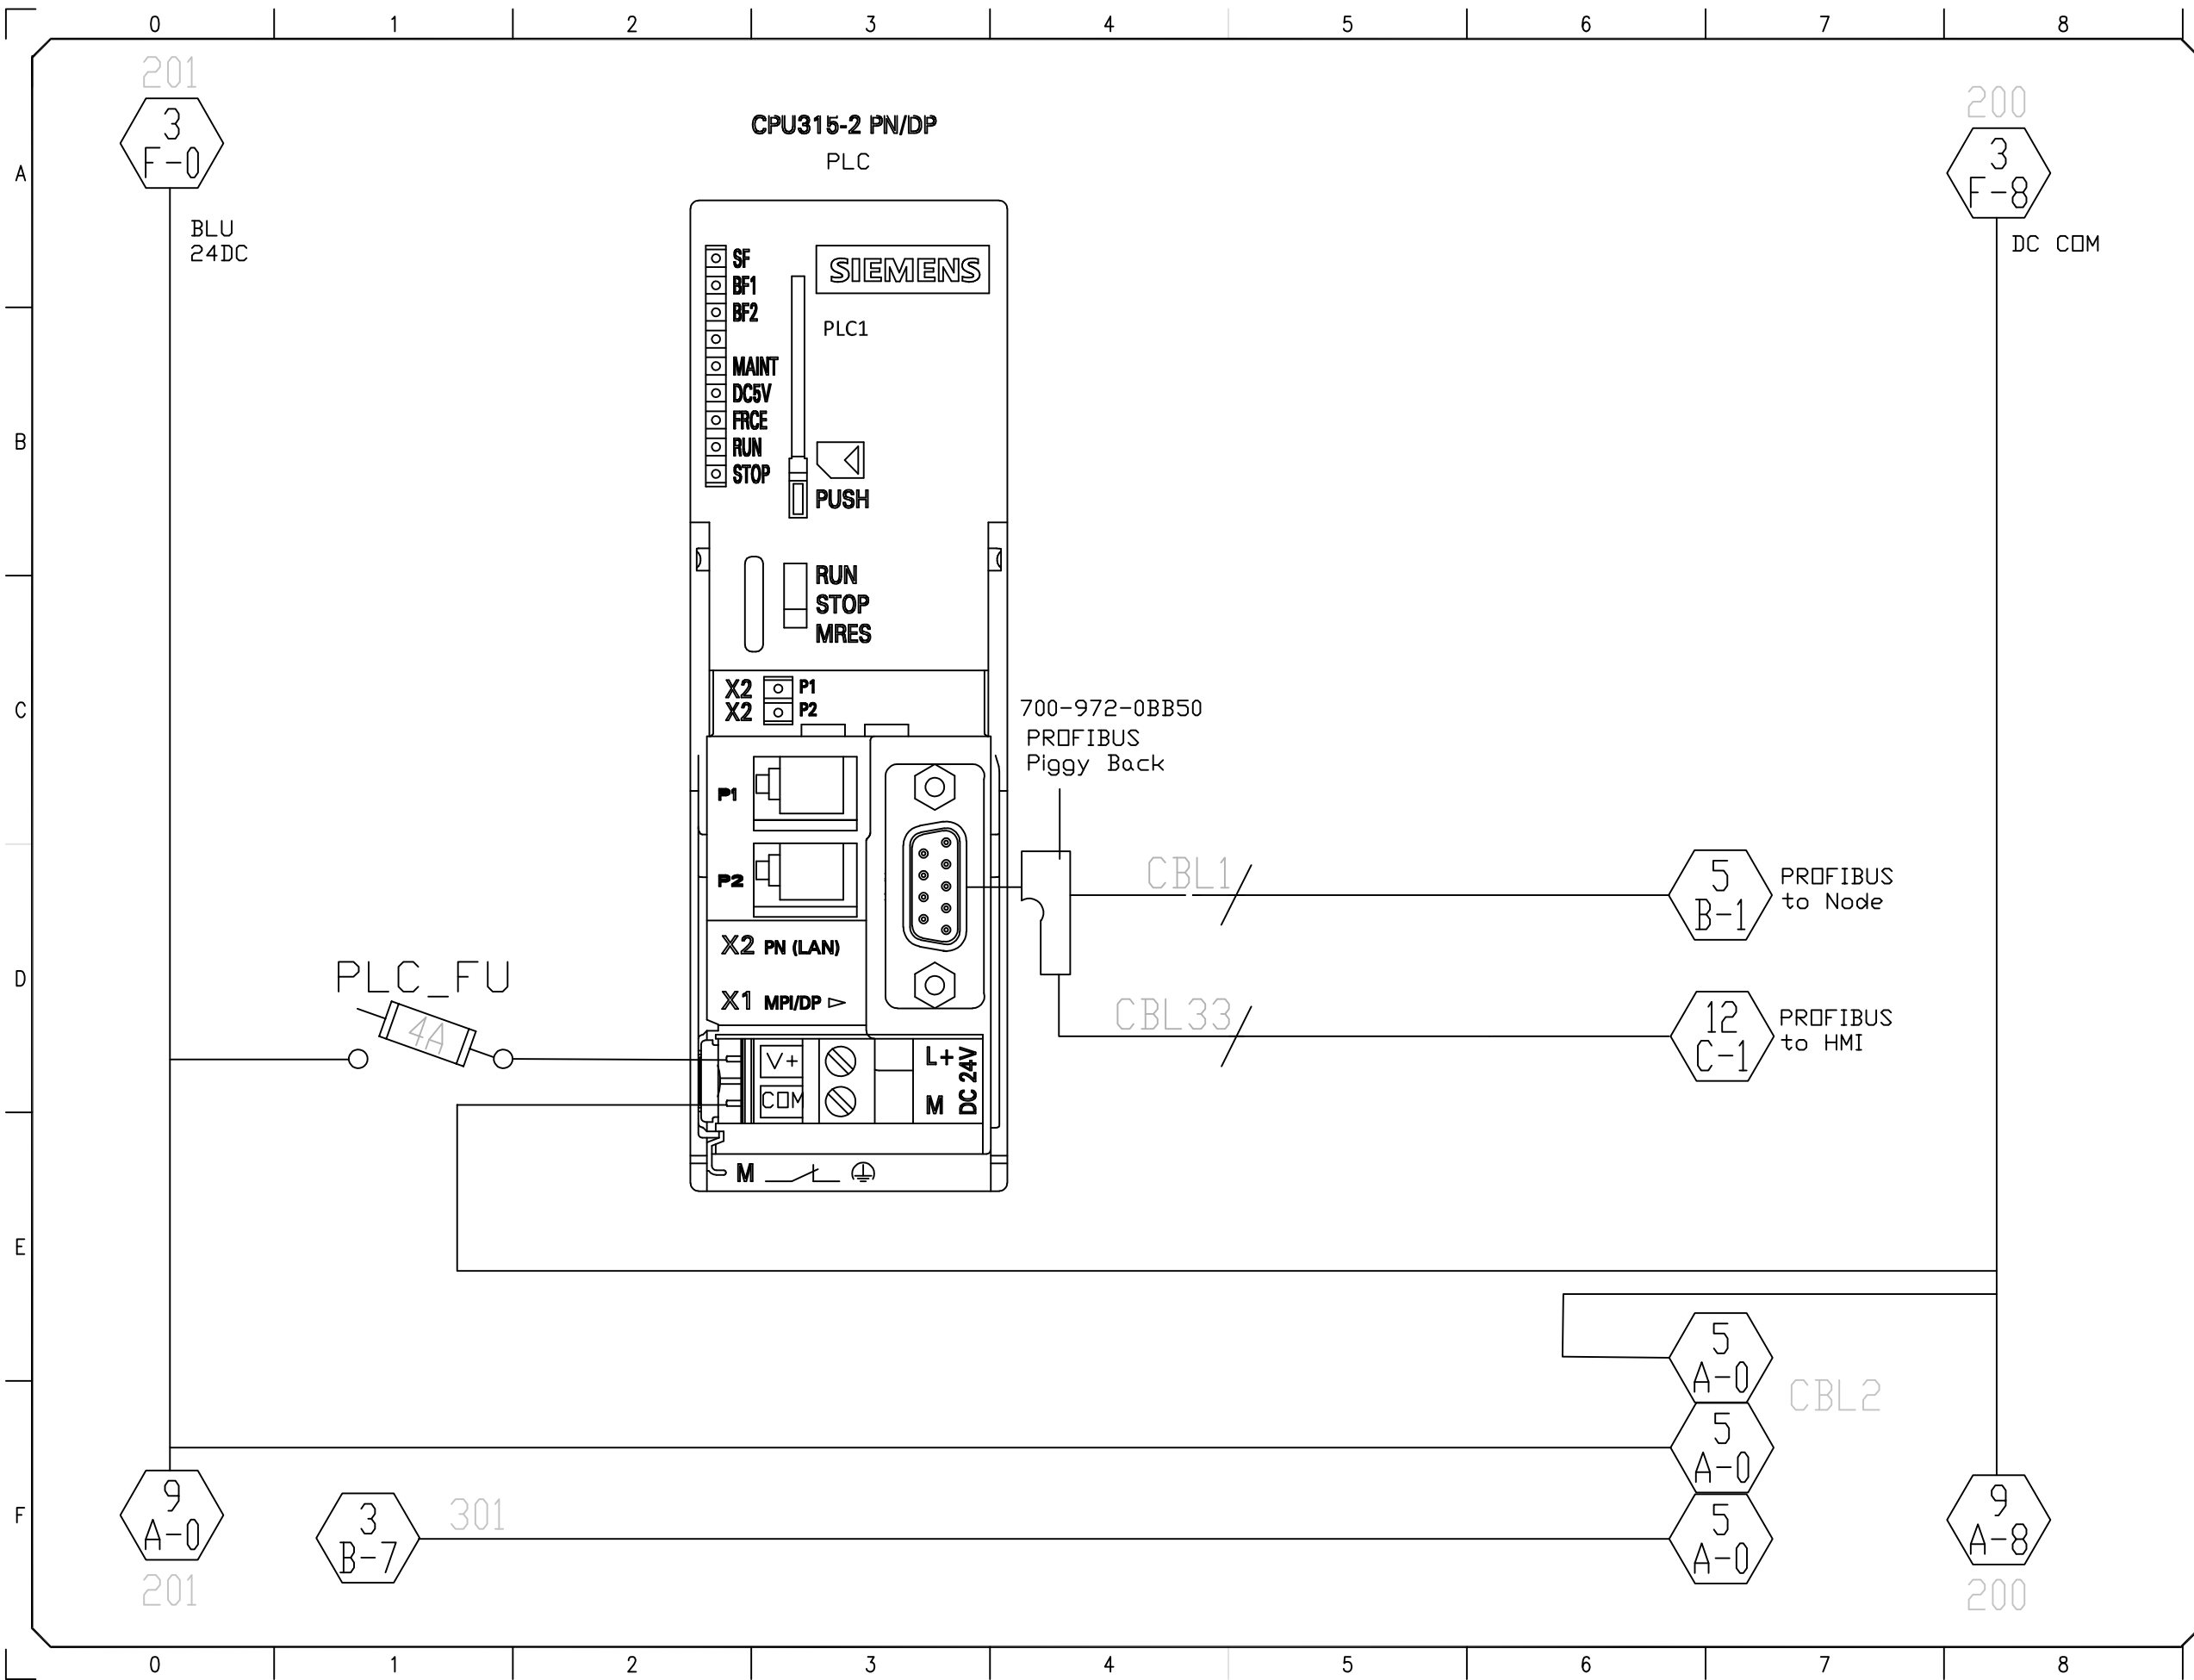 0 1 2 3 4 5 6 7 8
201
3
F-0
BLU
24DC
200
3
F-8
DC COM
CPU315-2 PN/DP
PLC
A
B
C
D
E
F
SIEMENS
PLC1
SF
BF1
BF2
MAINT
DC5V
FRCE
RUN
STOP
PUSH
RUN
STOP
MRES
X2 P1
X2 P2
P1
P2
X2 PN (LAN)
X1 MPI/DP
V+
COM
L+
M
DC 24V
M
700-972-0BB50
PROFIBUS
Piggy Back
CBL1
5
B-1
PROFIBUS
to Node
CBL33
12
C-1
PROFIBUS
to HMI
PLC_FU
4A
5
A-0
CBL2
5
A-0
5
A-0
9
A-0
201
3
B-7
301
9
A-8
200
0 1 2 3 4 5 6 7 8